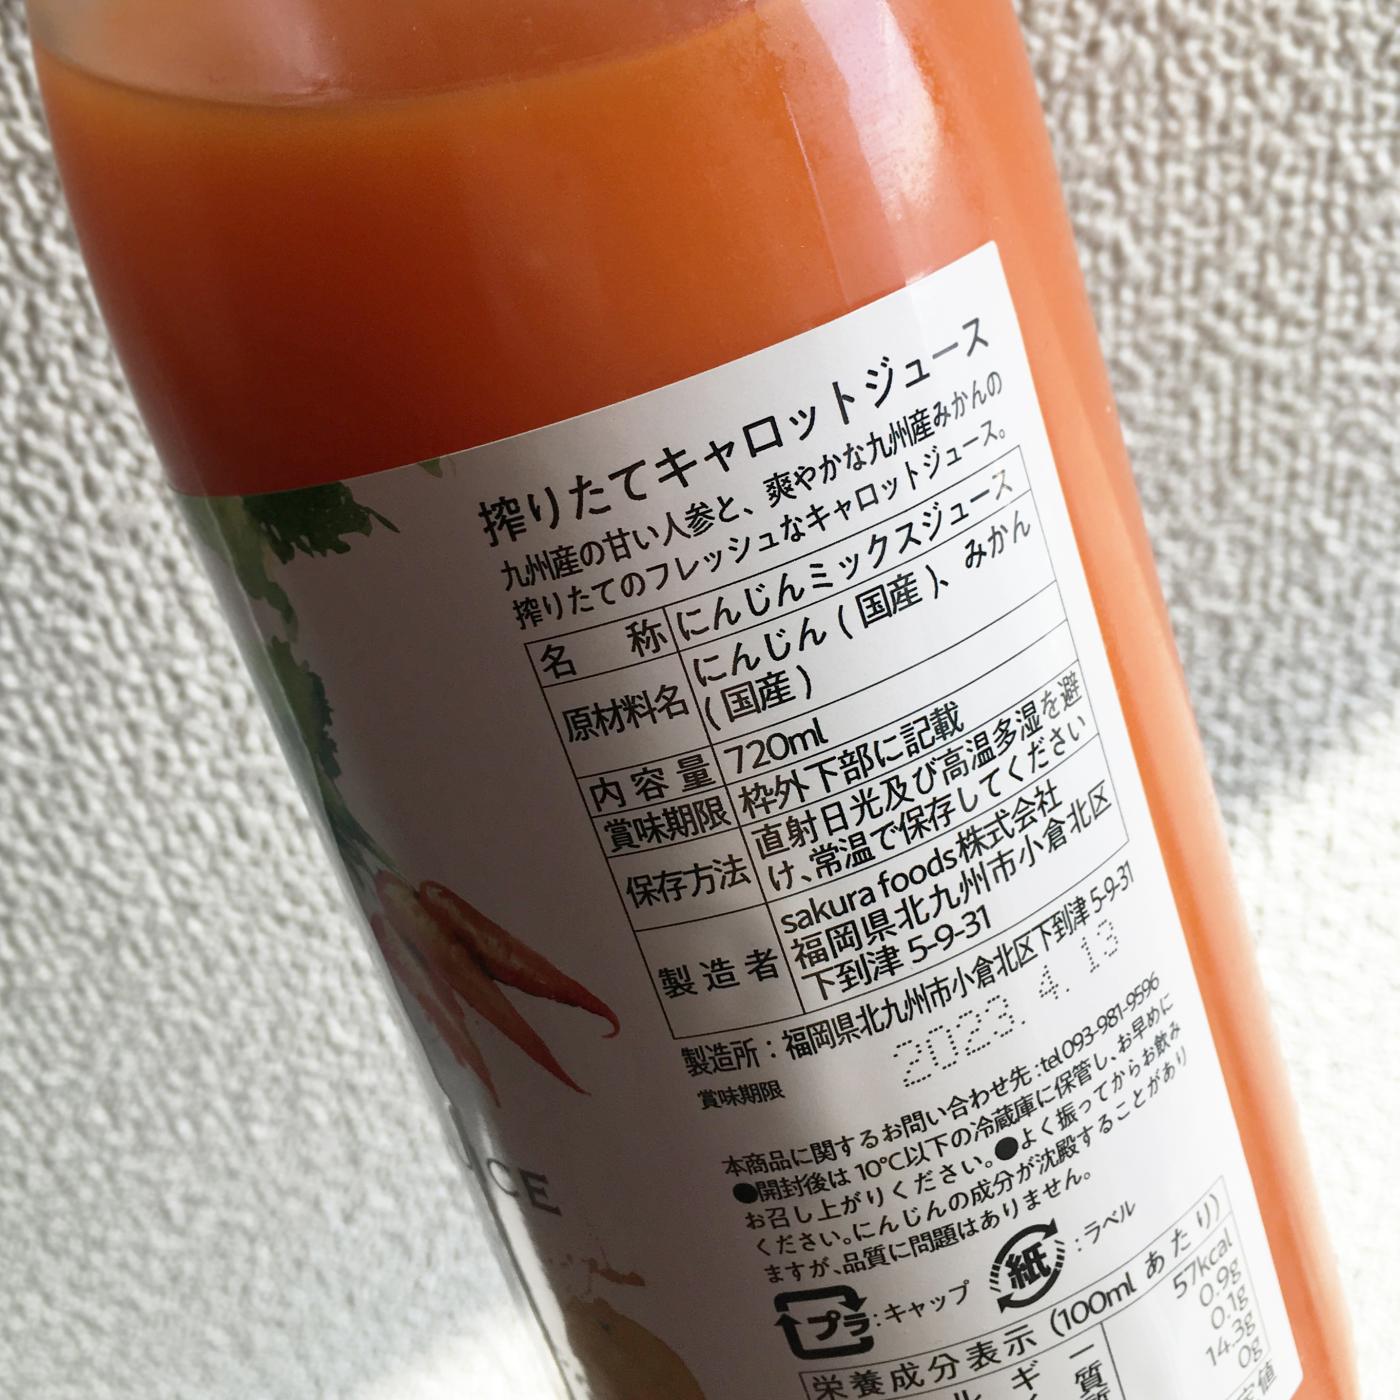 搾りたてキャロットジュース
九州産の甘い人参と、爽やかな九州産みかんの
搾りたてのフレッシュなキャロットジュース。
名称 にんじんミックスジュース
原材料名 にんじん(国産)、みかん
(国産)
内容量 720ml
賞味期限 枠外下部に記載
保存方法 直射日光及び高温多湿を避
け、常温で保存してください
製造者 sakura foods株式会社
福岡県北九州市小倉北区
下到津 5-9-31
製造所：福岡県北九州市小倉北区下到津 5-9-31
賞味期限 2023. 4. 13
本商品に関するお問い合わせ先：tel 093-981-9596
●開封後は 10℃以下の冷蔵庫に保管し、お早めに
お召し上がりください。●よく振ってからお飲み
ください。にんじんの成分が沈殿することがあり
ますが、品質に問題はありません。
プラ：キャップ 紙：ラベル
栄養成分表示 (100ml あたり)
57kcal
0.9g
0.1g
14.3g
0g